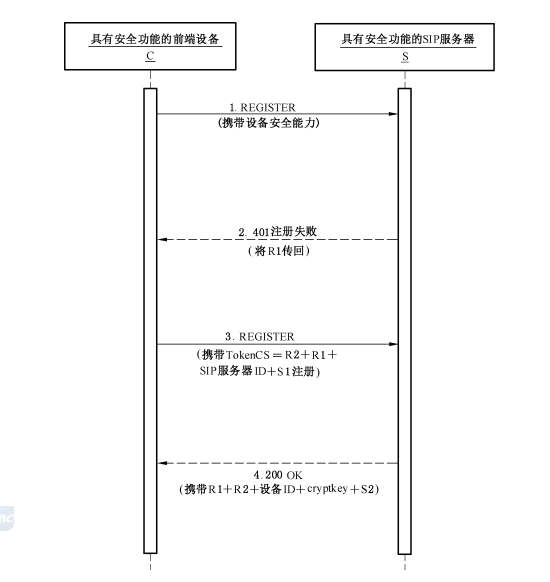 具有安全功能的前端设备
C
具有安全功能的SIP服务器
S
1. REGISTER
(携带设备安全能力)
2. 401注册失败
(将R1传回)
3. REGISTER
(携带TokenCS=R2+R1+
SIP服务器ID+S1注册)
4.200 OK
(携带R1+R2+设备ID+cryptkey+S2)